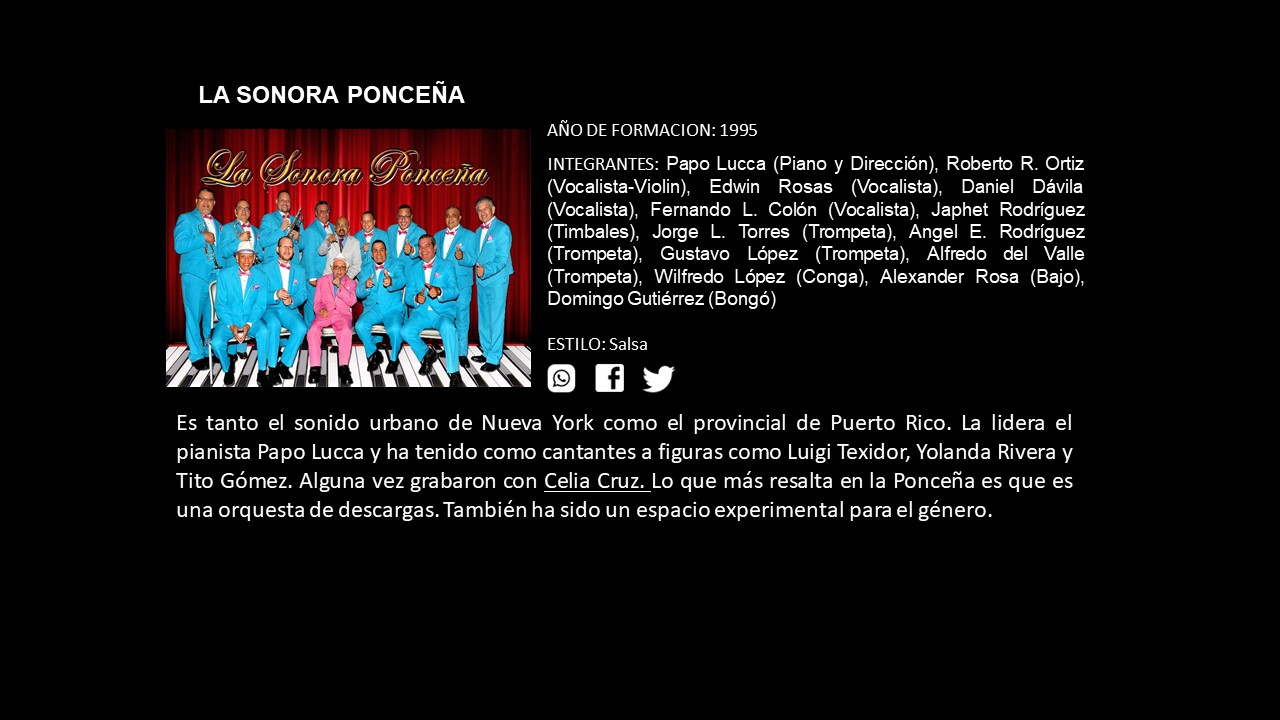 LA SONORA PONCEÑA
La Sonora Ponceña
AÑO DE FORMACION: 1995
INTEGRANTES: Papo Lucca (Piano y Dirección), Roberto R. Ortiz
(Vocalista-Violin), Edwin Rosas (Vocalista), Daniel Dávila
(Vocalista), Fernando L. Colón (Vocalista), Japhet Rodríguez
(Timbales), Jorge L. Torres (Trompeta), Angel E. Rodríguez
(Trompeta), Gustavo López (Trompeta), Alfredo del Valle
(Trompeta), Wilfredo López (Conga), Alexander Rosa (Bajo),
Domingo Gutiérrez (Bongó)
ESTILO: Salsa
Es tanto el sonido urbano de Nueva York como el provincial de Puerto Rico. La lidera el
pianista Papo Lucca y ha tenido como cantantes a figuras como Luigi Texidor, Yolanda Rivera y
Tito Gómez. Alguna vez grabaron con Celia Cruz. Lo que más resalta en la Ponceña es que es
una orquesta de descargas. También ha sido un espacio experimental para el género.